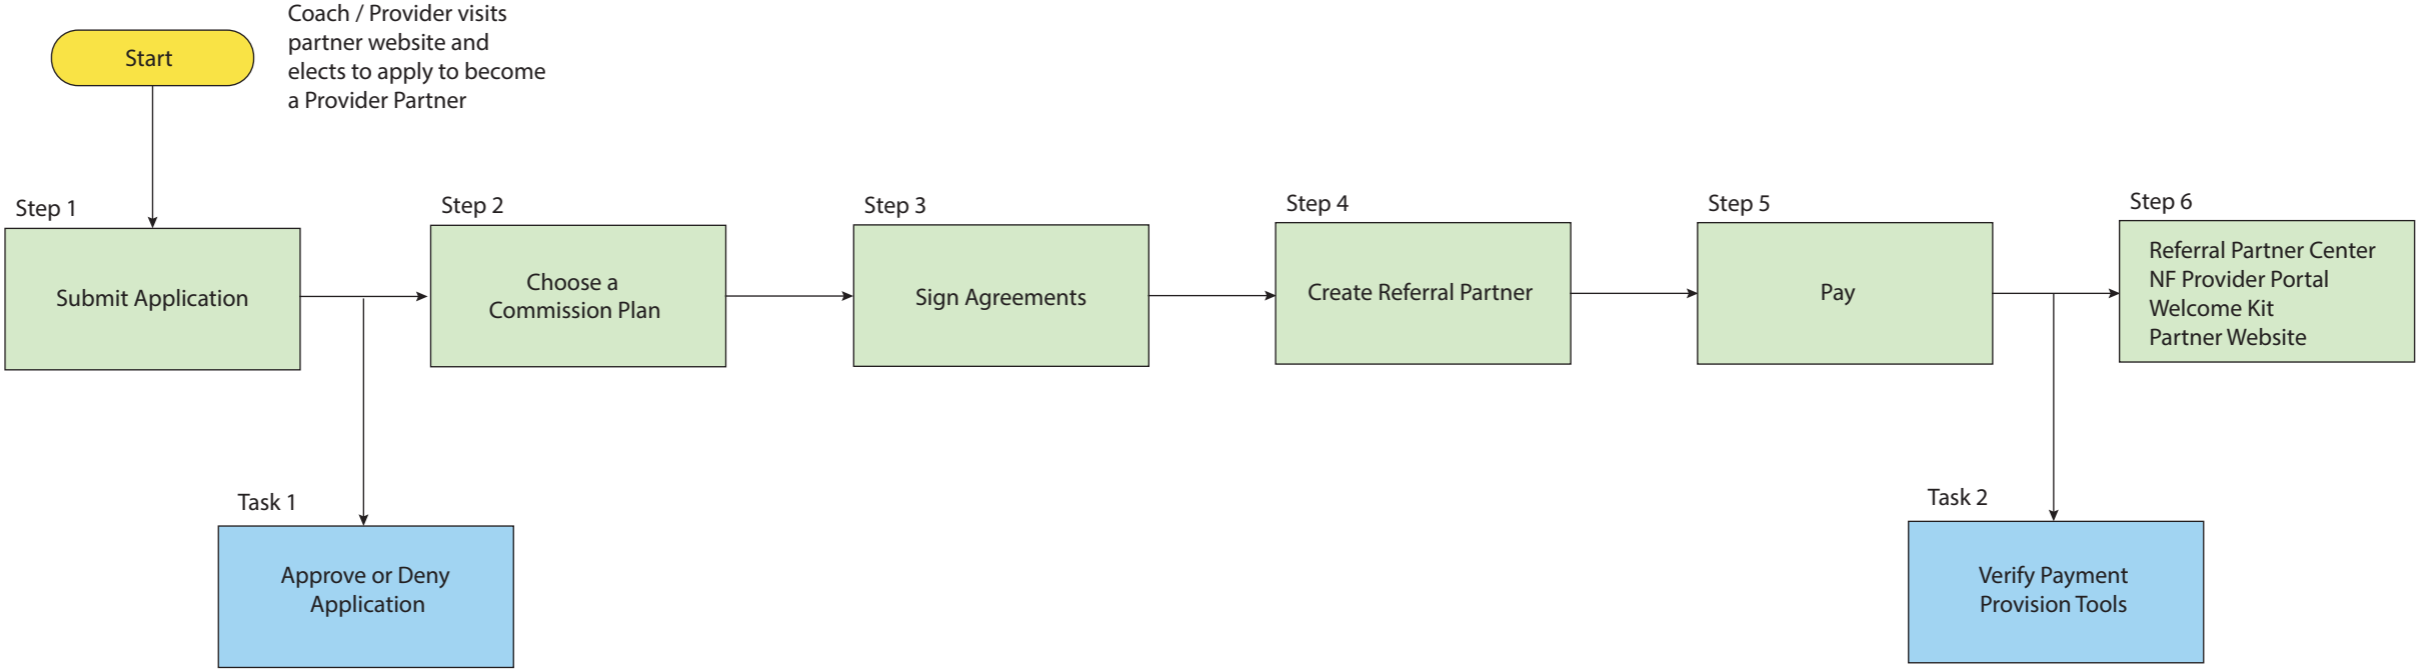 Start
Coach / Provider visits
partner website and
elects to apply to become
a Provider Partner
Step 1
Submit Application
Step 2
Choose a
Commission Plan
Step 3
Sign Agreements
Step 4
Create Referral Partner
Step 5
Pay
Step 6
Referral Partner Center
NF Provider Portal
Welcome Kit
Partner Website
Task 1
Approve or Deny
Application
Task 2
Verify Payment
Provision Tools